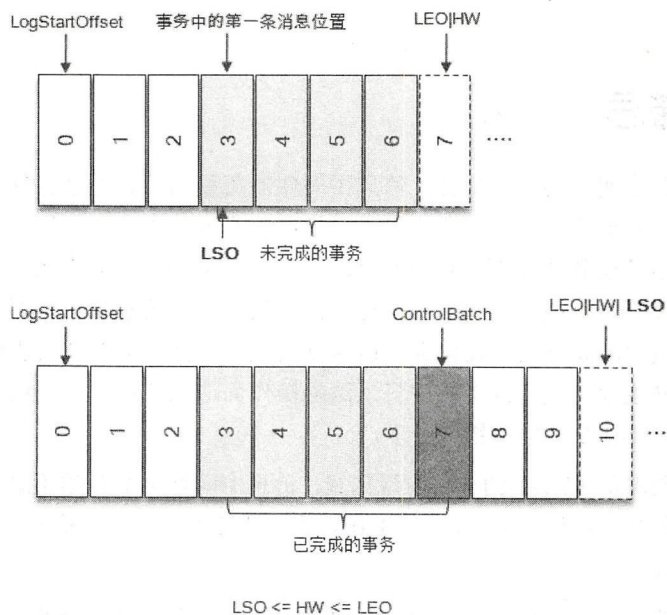 LogStartOffset 事务中的第一条消息位置 LEO|HW
0 1 2 3 4 5 6 7 ····
LSO 未完成的事务
LogStartOffset ControlBatch LEO|HW| LSO
0 1 2 3 4 5 6 7 8 9 10 ···
已完成的事务
LSO <= HW <= LEO